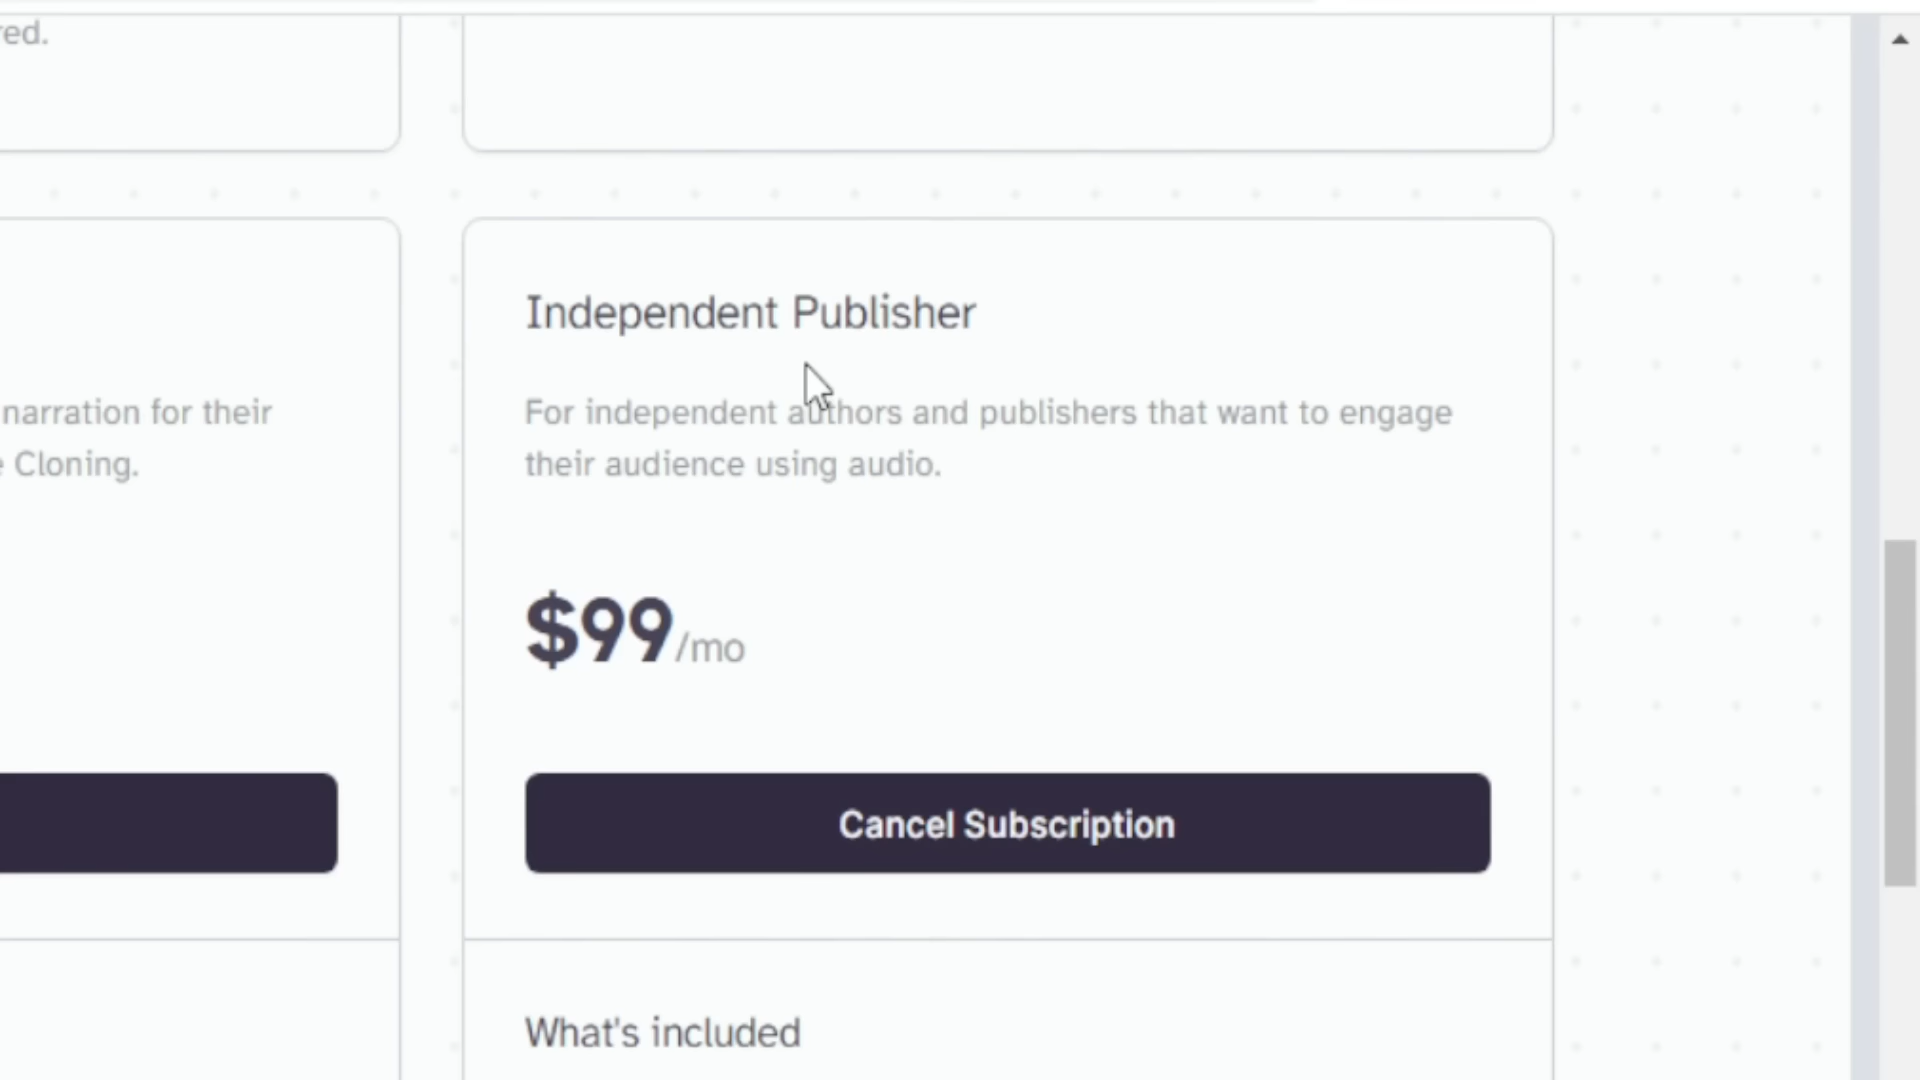 red.
narration for their
Cloning.
Independent Publisher
For independent authors and publishers that want to engage
their audience using audio.
$99/mo
Cancel Subscription
What's included